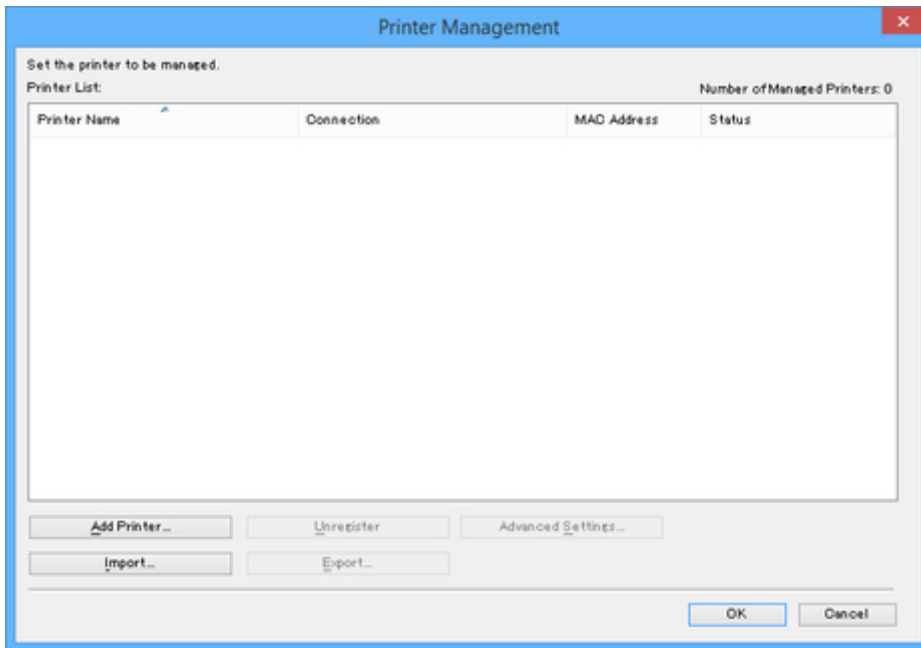 Printer Management
Set the printer to be managed.
Printer List:
Number of Managed Printers: 0
Printer Name Connection MAC Address Status
Add Printer... Unregister Advanced Settings...
Import... Export...
OK Cancel